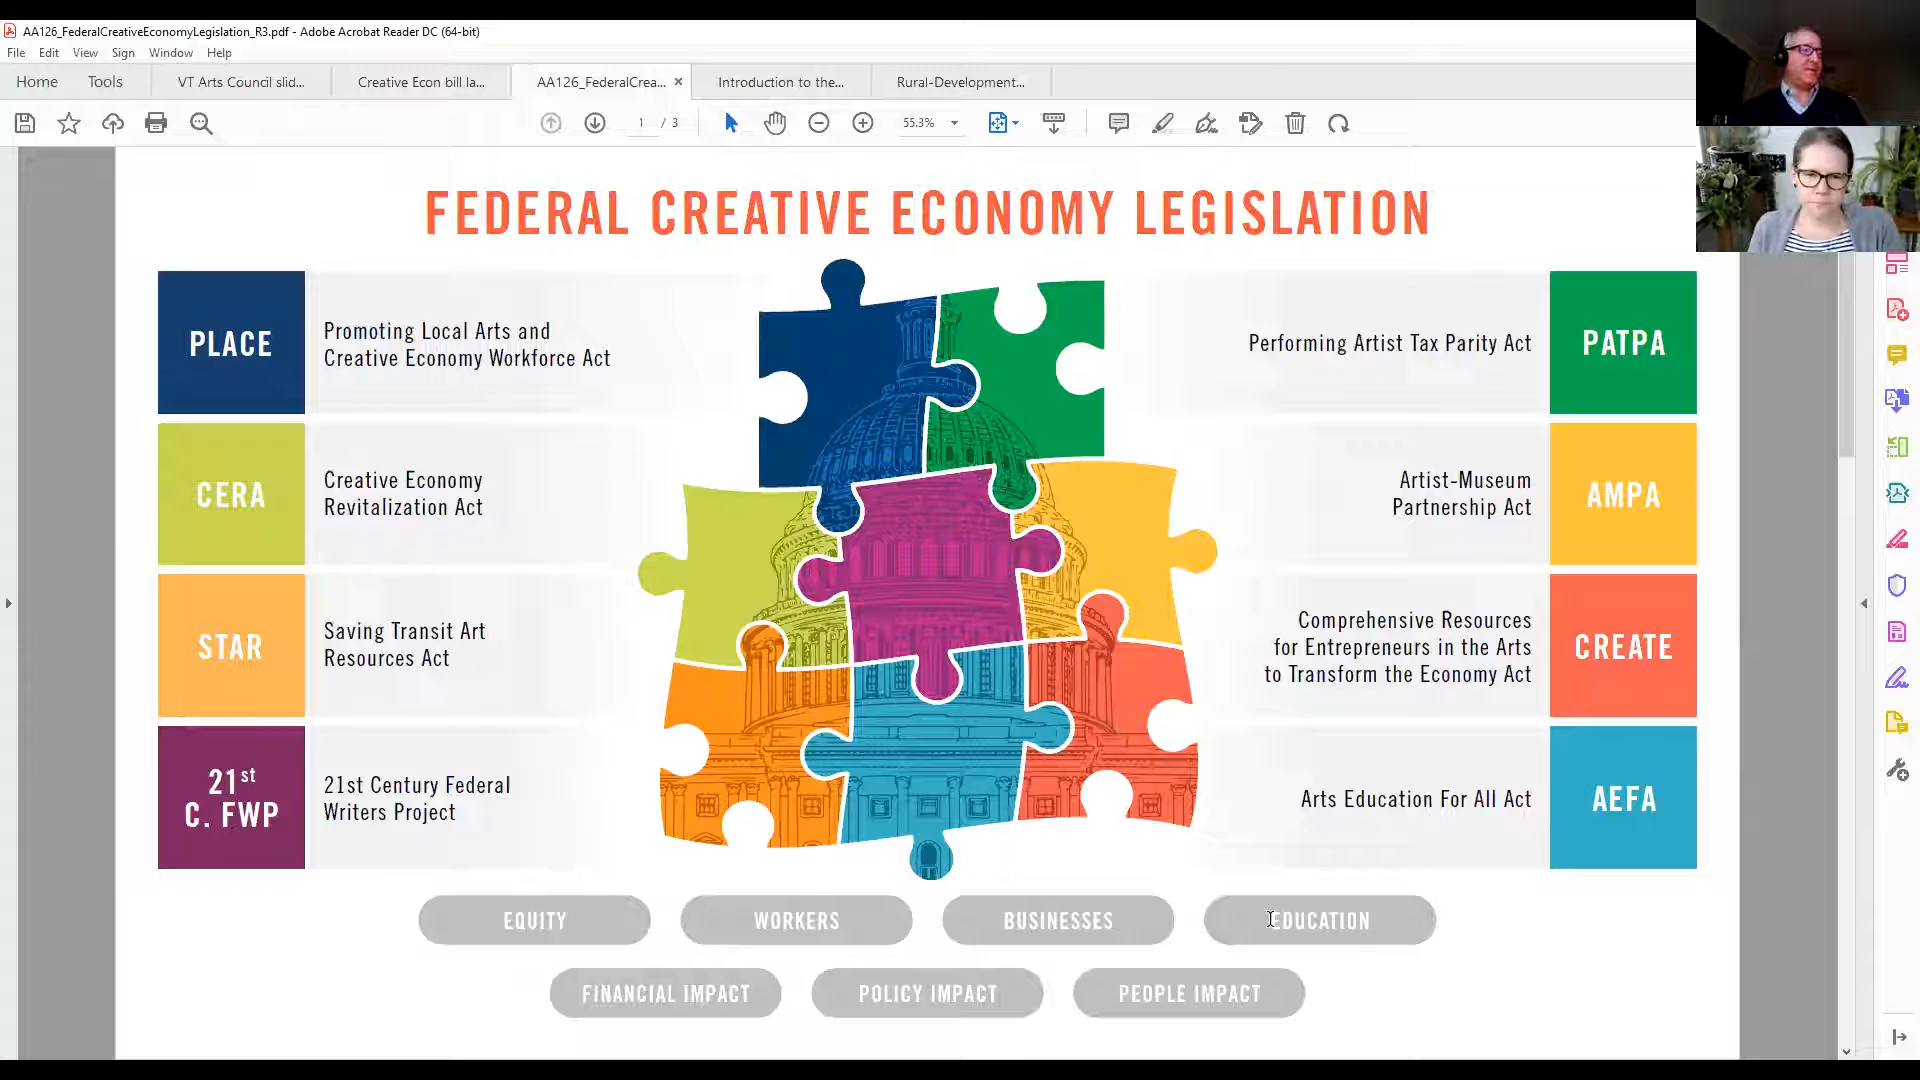 AA126_FederalCreativeEconomyLegislation_R3.pdf - Adobe Acrobat Reader DC (64-bit)
File Edit View Sign Window Help
Home Tools VT Arts Council slid... Creative Econ bill la... AA126_FederalCrea... Introduction to the... Rural-Development...
1 / 3 55.3%
FEDERAL CREATIVE ECONOMY LEGISLATION
PLACE
Promoting Local Arts and
Creative Economy Workforce Act
CERA
Creative Economy
Revitalization Act
STAR
Saving Transit Art
Resources Act
21st
C. FWP
21st Century Federal
Writers Project
Performing Artist Tax Parity Act
PATPA
Artist-Museum
Partnership Act
AMPA
Comprehensive Resources
for Entrepreneurs in the Arts
to Transform the Economy Act
CREATE
Arts Education For All Act
AEFA
EQUITY WORKERS BUSINESSES EDUCATION
FINANCIAL IMPACT POLICY IMPACT PEOPLE IMPACT